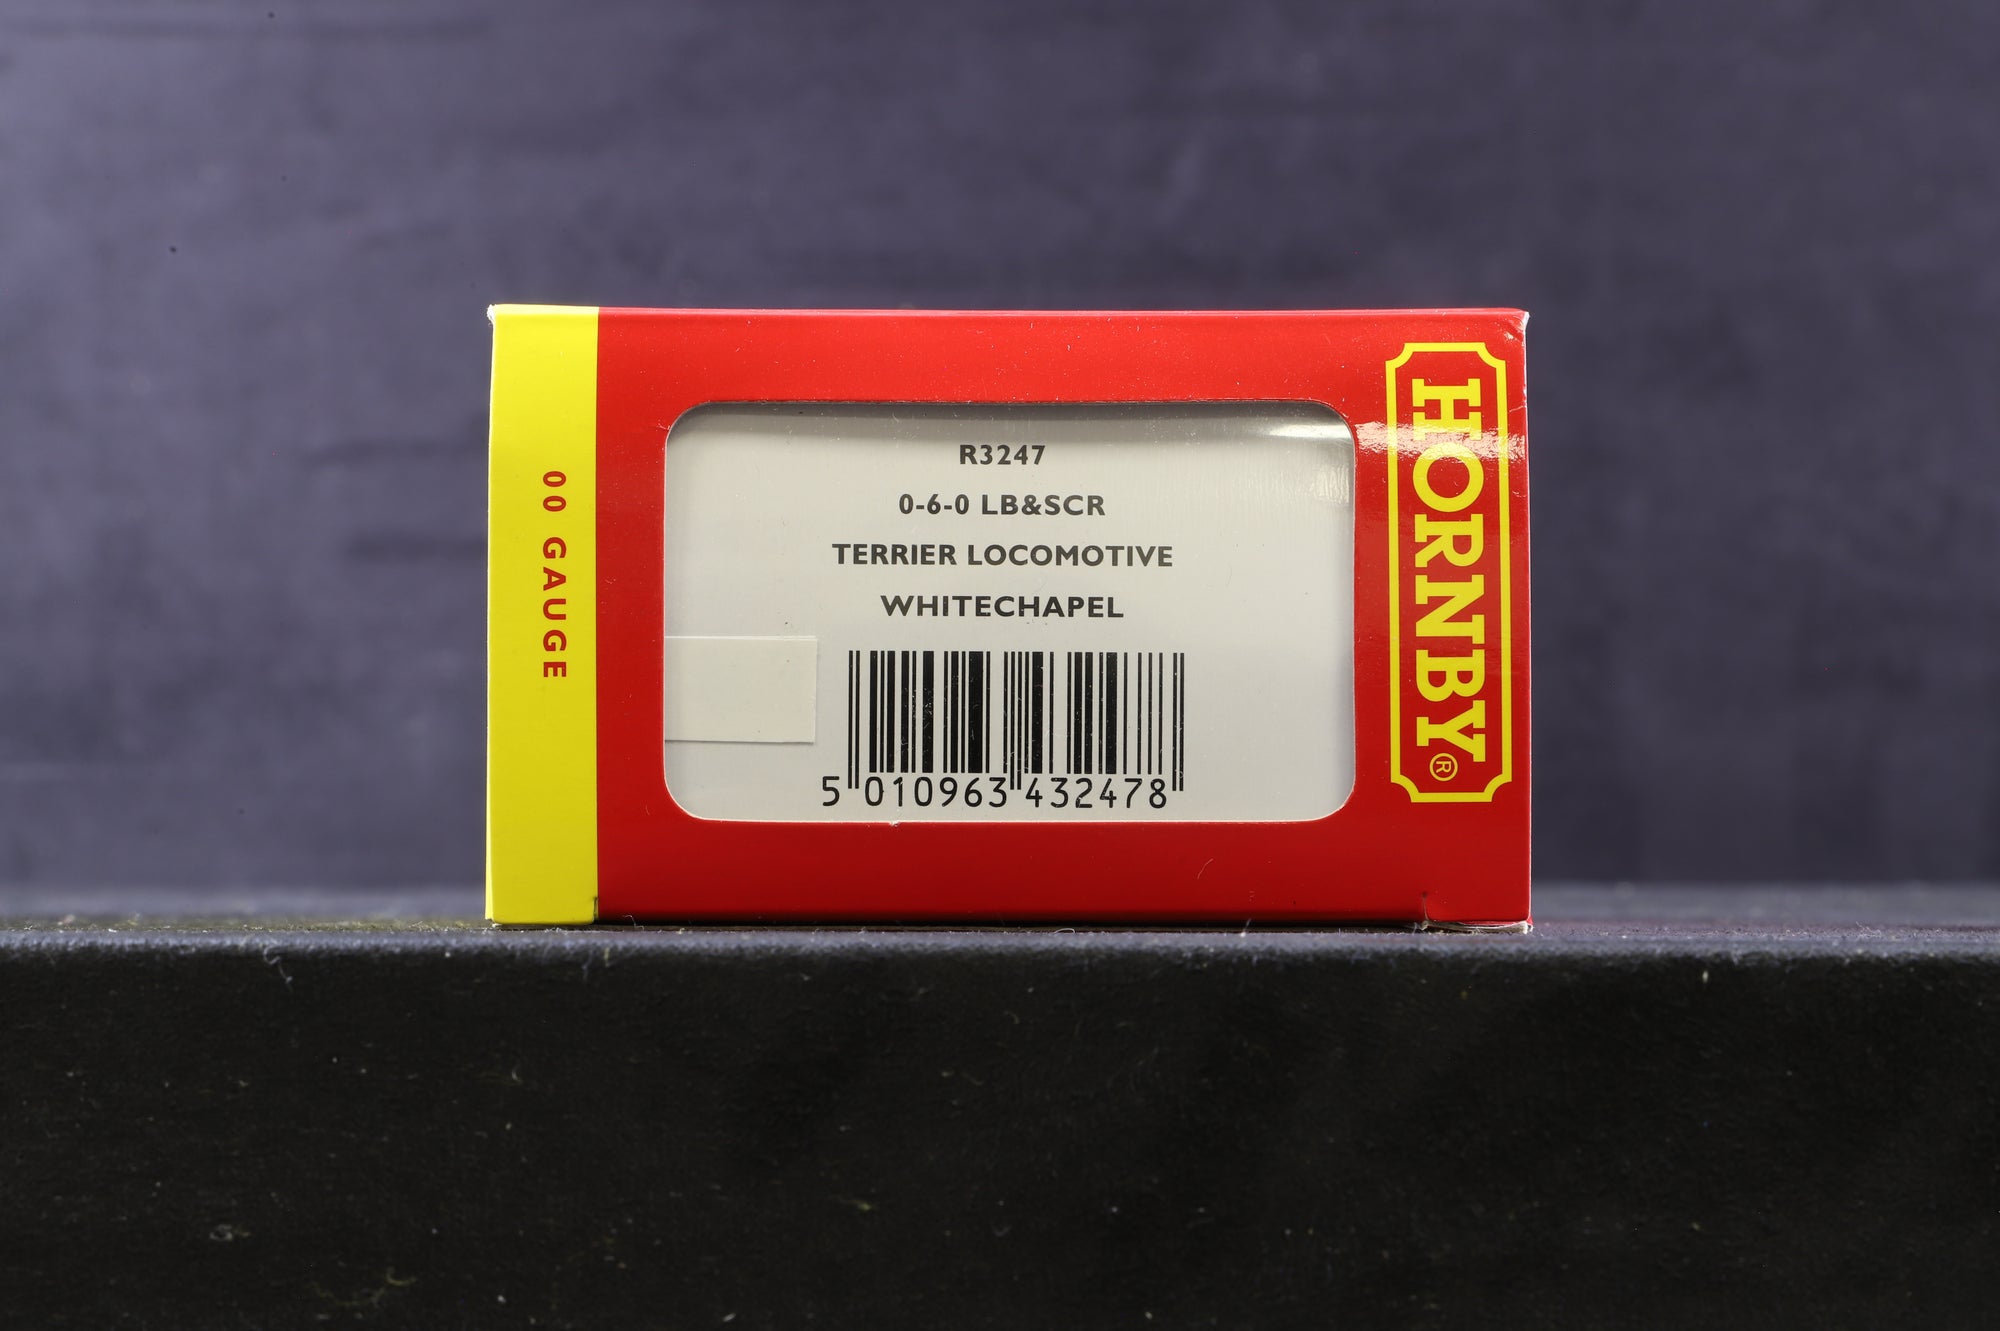 00 GAUGE
R3247
0-6-0 LB&SCR
TERRIER LOCOMOTIVE
WHITECHAPEL
5 010963 432478
HORNBY®